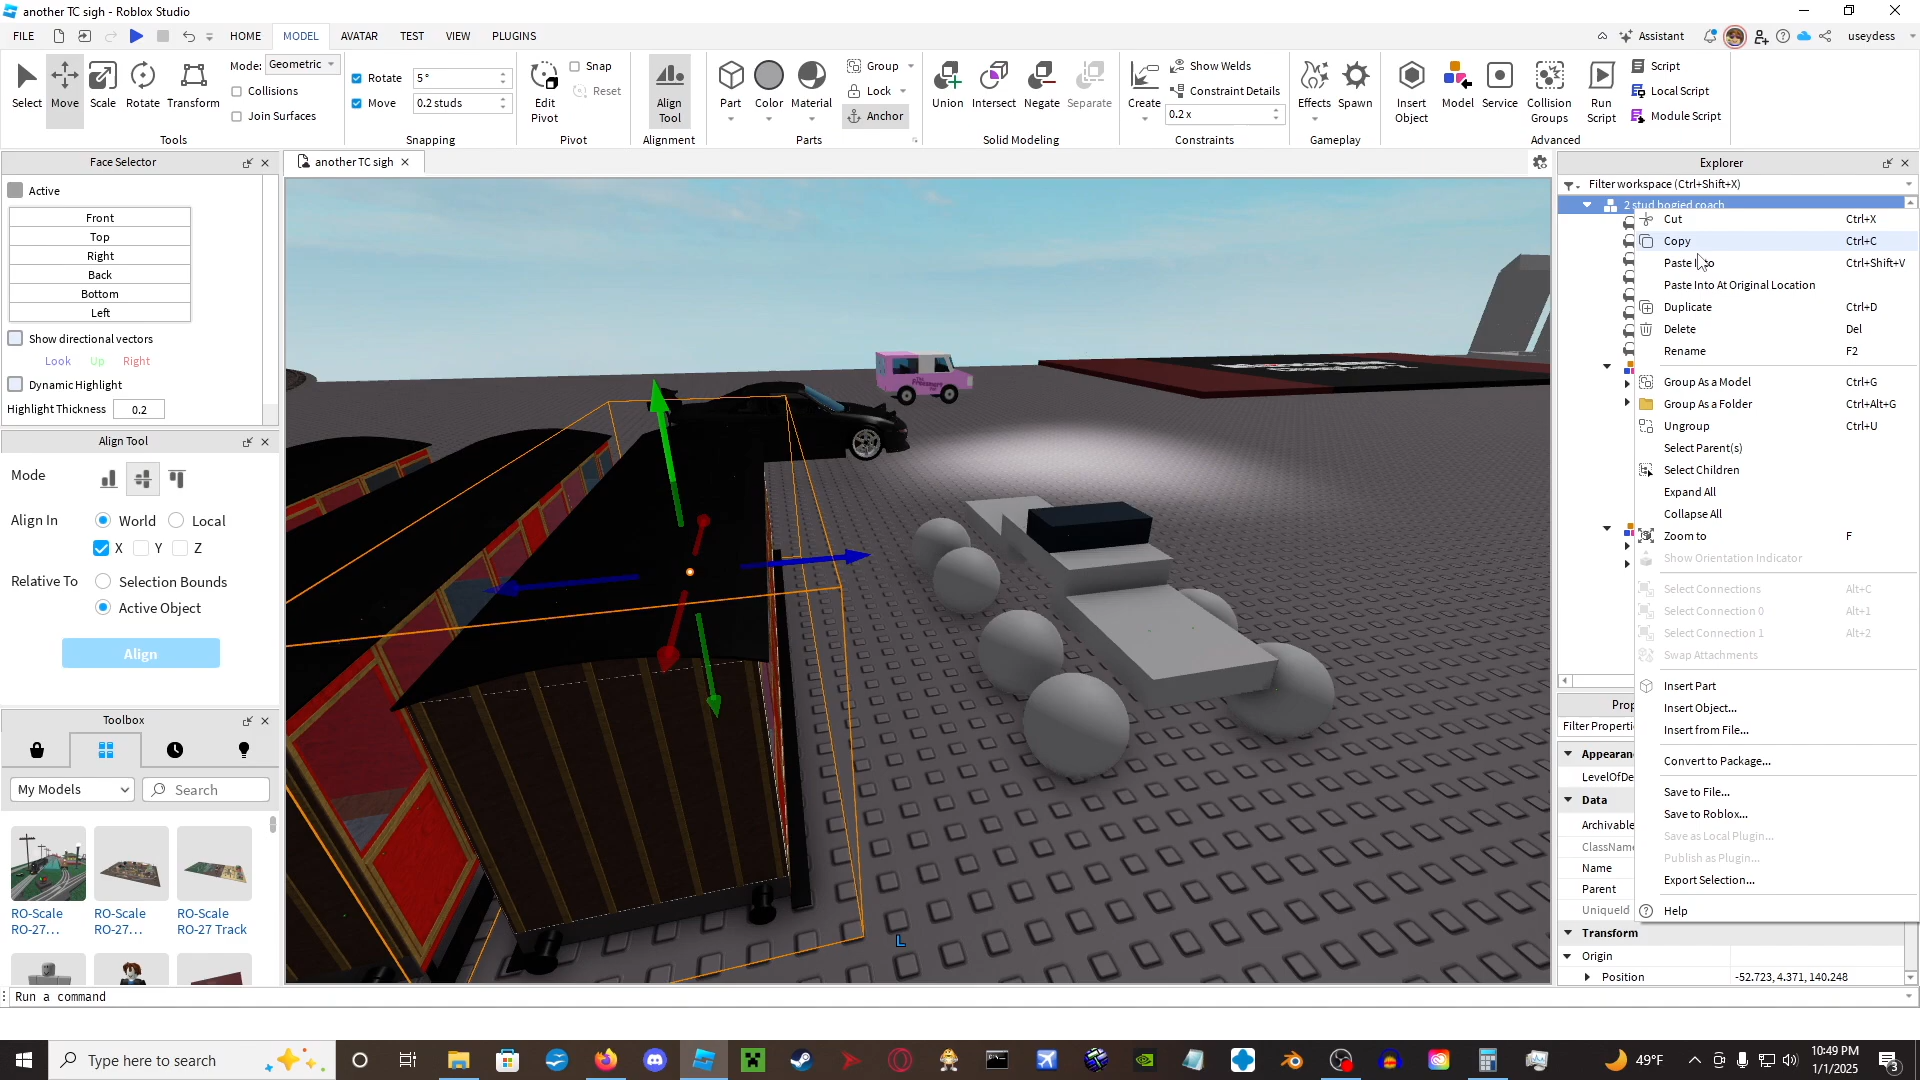 another TC sigh - Roblox Studio
FILE
HOME
MODEL
AVATAR
TEST
VIEW
PLUGINS
Assistant
useydess
Select
Move
Scale
Rotate
Transform
Mode:
Geometric
Collisions
Join Surfaces
Tools
Rotate
5 °
Move
0.2 studs
Snapping
Edit
Pivot
Snap
Reset
Pivot
Align
Tool
Alignment
Part
Color
Material
Group
Lock
Anchor
Parts
Union
Intersect
Negate
Separate
Solid Modeling
Create
Show Welds
Constraint Details
0.2 x
Constraints
Effects
Spawn
Gameplay
Insert
Object
Model
Service
Collision
Groups
Run
Script
Script
Local Script
Module Script
Advanced
Face Selector
Active
Front
Top
Right
Back
Bottom
Left
Show directional vectors
Look
Up
Right
Dynamic Highlight
Highlight Thickness
0.2
Align Tool
Mode
Align In
World
Local
X
Y
Z
Relative To
Selection Bounds
Active Object
Align
Toolbox
My Models
Search
RO-Scale
RO-27...
RO-Scale
RO-27...
RO-Scale
RO-27 Track
another TC sigh
L
Explorer
Filter workspace (Ctrl+Shift+X)
2 stud bogied coach
Cut Ctrl+X
Copy Ctrl+C
Paste Into Ctrl+Shift+V
Paste Into At Original Location
Duplicate Ctrl+D
Delete Del
Rename F2
Group As a Model Ctrl+G
Group As a Folder Ctrl+Alt+G
Ungroup Ctrl+U
Select Parent(s)
Select Children
Expand All
Collapse All
Zoom to F
Show Orientation Indicator
Select Connections Alt+C
Select Connection 0 Alt+1
Select Connection 1 Alt+2
Swap Attachments
Insert Part
Insert Object...
Insert from File...
Convert to Package...
Save to File...
Save to Roblox...
Save as Local Plugin...
Publish as Plugin...
Export Selection...
Help
Prop
Filter Properti
Appearanc
LevelOfDe
Data
Archivable
ClassName
Name
Parent
UniqueId
Transform
Origin
Position
-52.723, 4.371, 140.248
Run a command
Type here to search
49°F
10:49 PM
1/1/2025
3